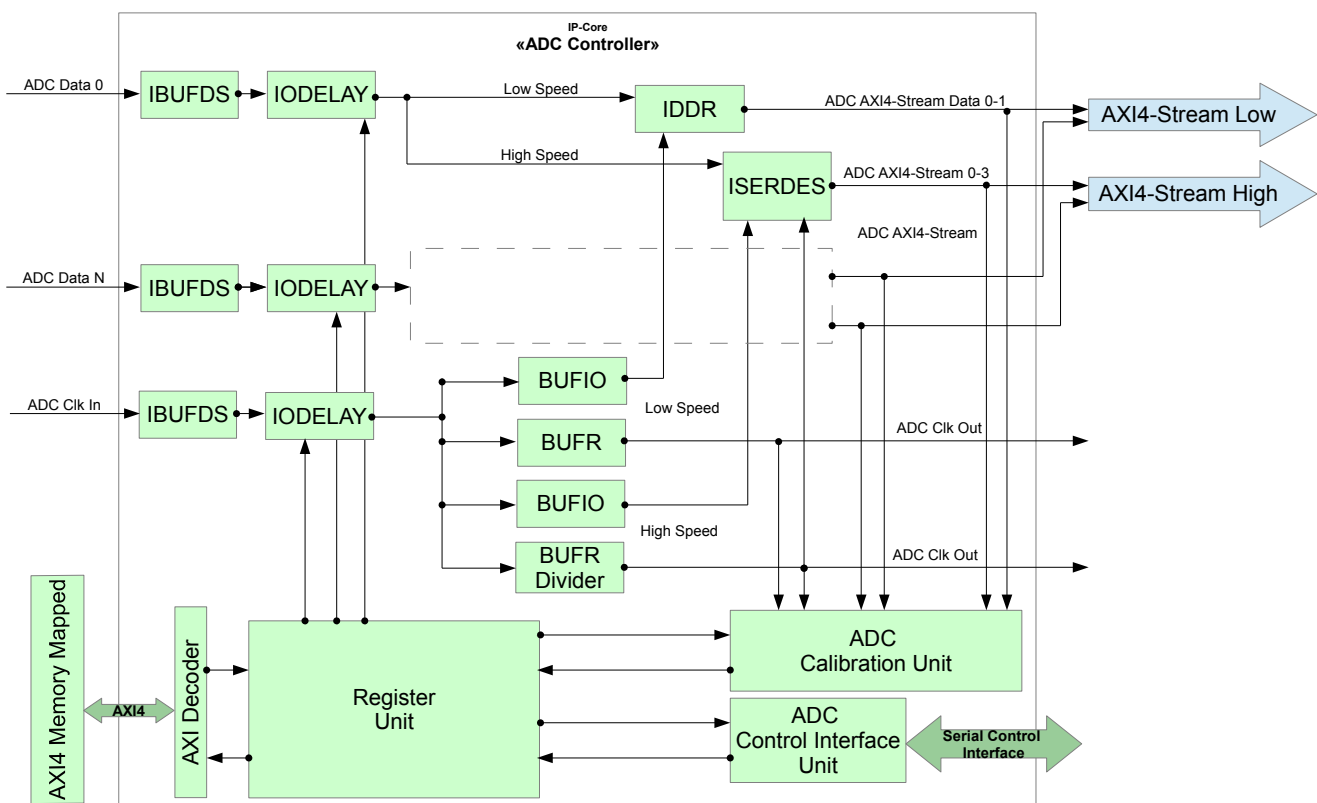 IP-Core
«ADC Controller»
ADC Data 0
IBUFDS
IODELAY
Low Speed
IDDR
ADC AXI4-Stream Data 0-1
AXI4-Stream Low
High Speed
ISERDES
ADC AXI4-Stream 0-3
AXI4-Stream High
ADC AXI4-Stream
ADC Data N
IBUFDS
IODELAY
ADC Clk In
IBUFDS
IODELAY
BUFIO
Low Speed
BUFR
ADC Clk Out
BUFIO
High Speed
BUFR
Divider
ADC Clk Out
AXI4 Memory Mapped
AXI4
AXI Decoder
Register
Unit
ADC
Calibration Unit
ADC
Control Interface
Unit
Serial Control
Interface